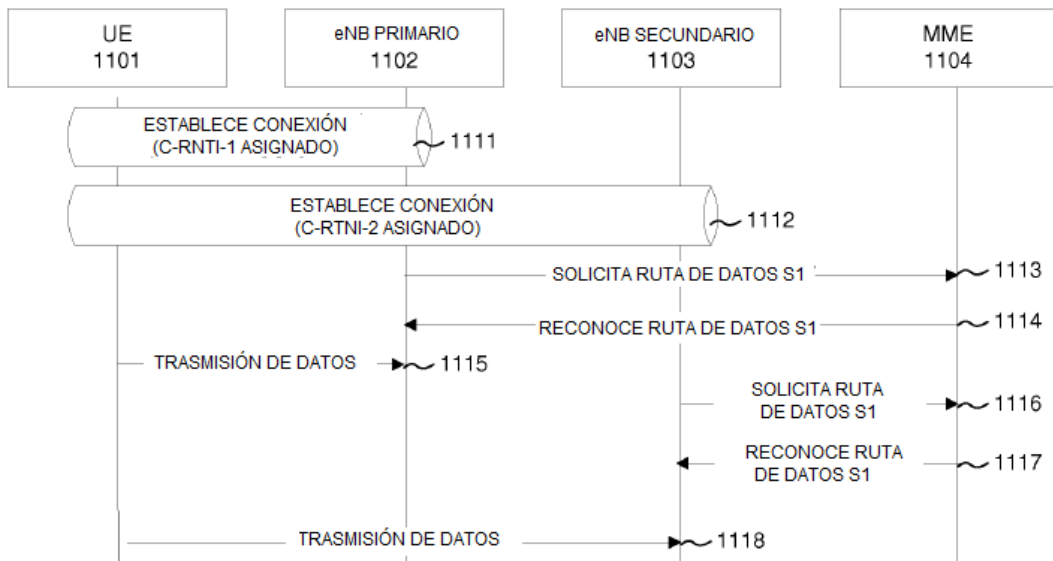 UE
1101
eNB PRIMARIO
1102
eNB SECUNDARIO
1103
MME
1104
ESTABLECE CONEXIÓN
(C-RNTI-1 ASIGNADO)
1111
ESTABLECE CONEXIÓN
(C-RTNI-2 ASIGNADO)
1112
SOLICITA RUTA DE DATOS S1
1113
RECONOCE RUTA DE DATOS S1
1114
TRASMISIÓN DE DATOS
1115
SOLICITA RUTA
DE DATOS S1
1116
RECONOCE RUTA
DE DATOS S1
1117
TRASMISIÓN DE DATOS
1118